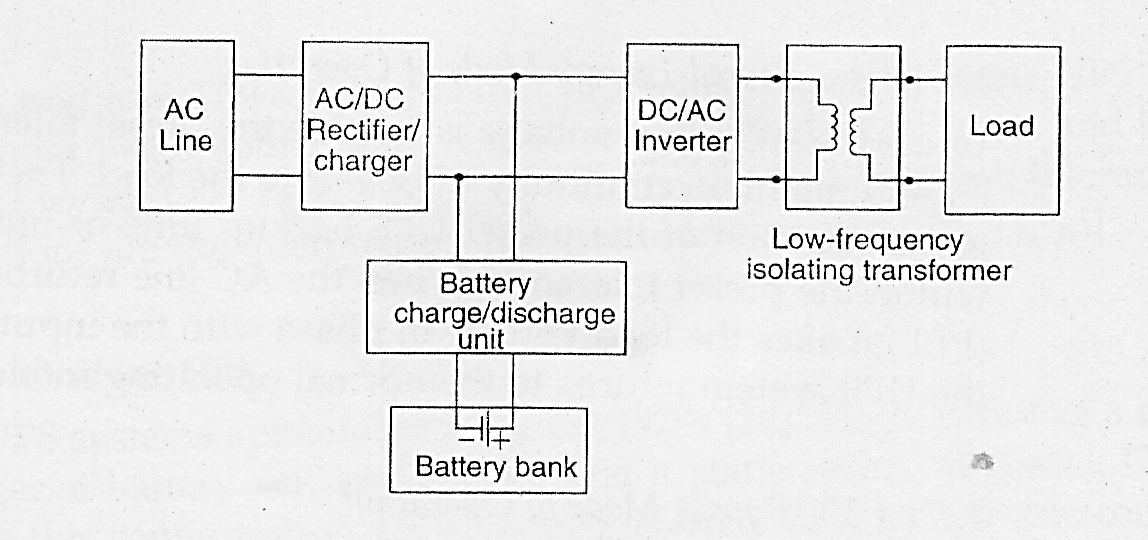 AC
Line
AC/DC
Rectifier/
charger
DC/AC
Inverter
Load
Low-frequency
isolating transformer
Battery
charge/discharge
unit
− +
Battery bank